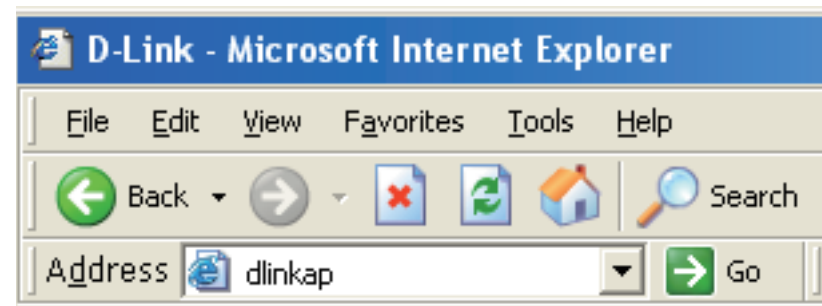 D-Link - Microsoft Internet Explorer
File Edit View Favorites Tools Help
Back Search
Address dlinkap Go